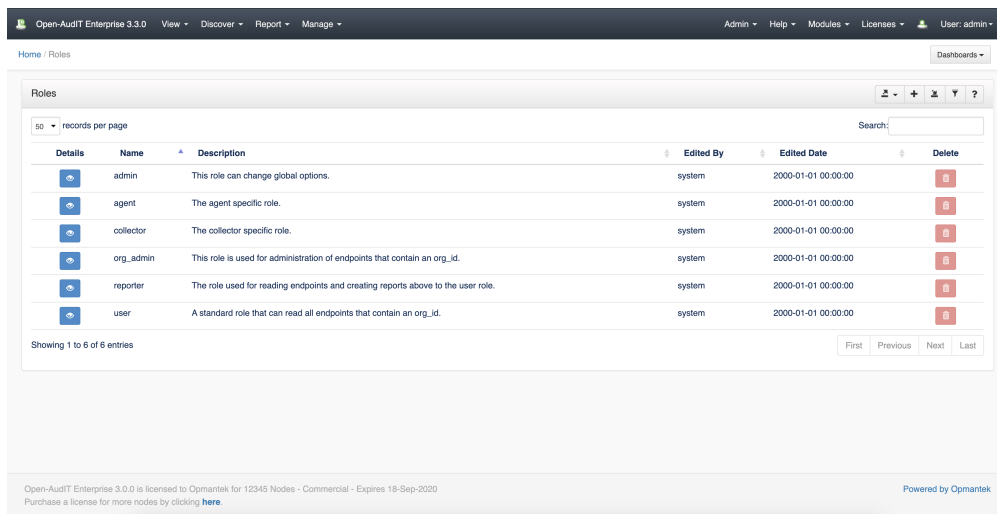 Open-AudIT Enterprise 3.3.0 View Discover Report Manage Admin Help Modules Licenses User: admin
Home / Roles Dashboards
Roles ?
50 records per page Search:
Details Name Description Edited By Edited Date Delete
admin This role can change global options. system 2000-01-01 00:00:00
agent The agent specific role. system 2000-01-01 00:00:00
collector The collector specific role. system 2000-01-01 00:00:00
org_admin This role is used for administration of endpoints that contain an org_id. system 2000-01-01 00:00:00
reporter The role used for reading endpoints and creating reports above to the user role. system 2000-01-01 00:00:00
user A standard role that can read all endpoints that contain an org_id. system 2000-01-01 00:00:00
Showing 1 to 6 of 6 entries First Previous Next Last
Open-AudIT Enterprise 3.0.0 is licensed to Opmantek for 12345 Nodes - Commercial - Expires 18-Sep-2020 Powered by Opmantek
Purchase a license for more nodes by clicking here.